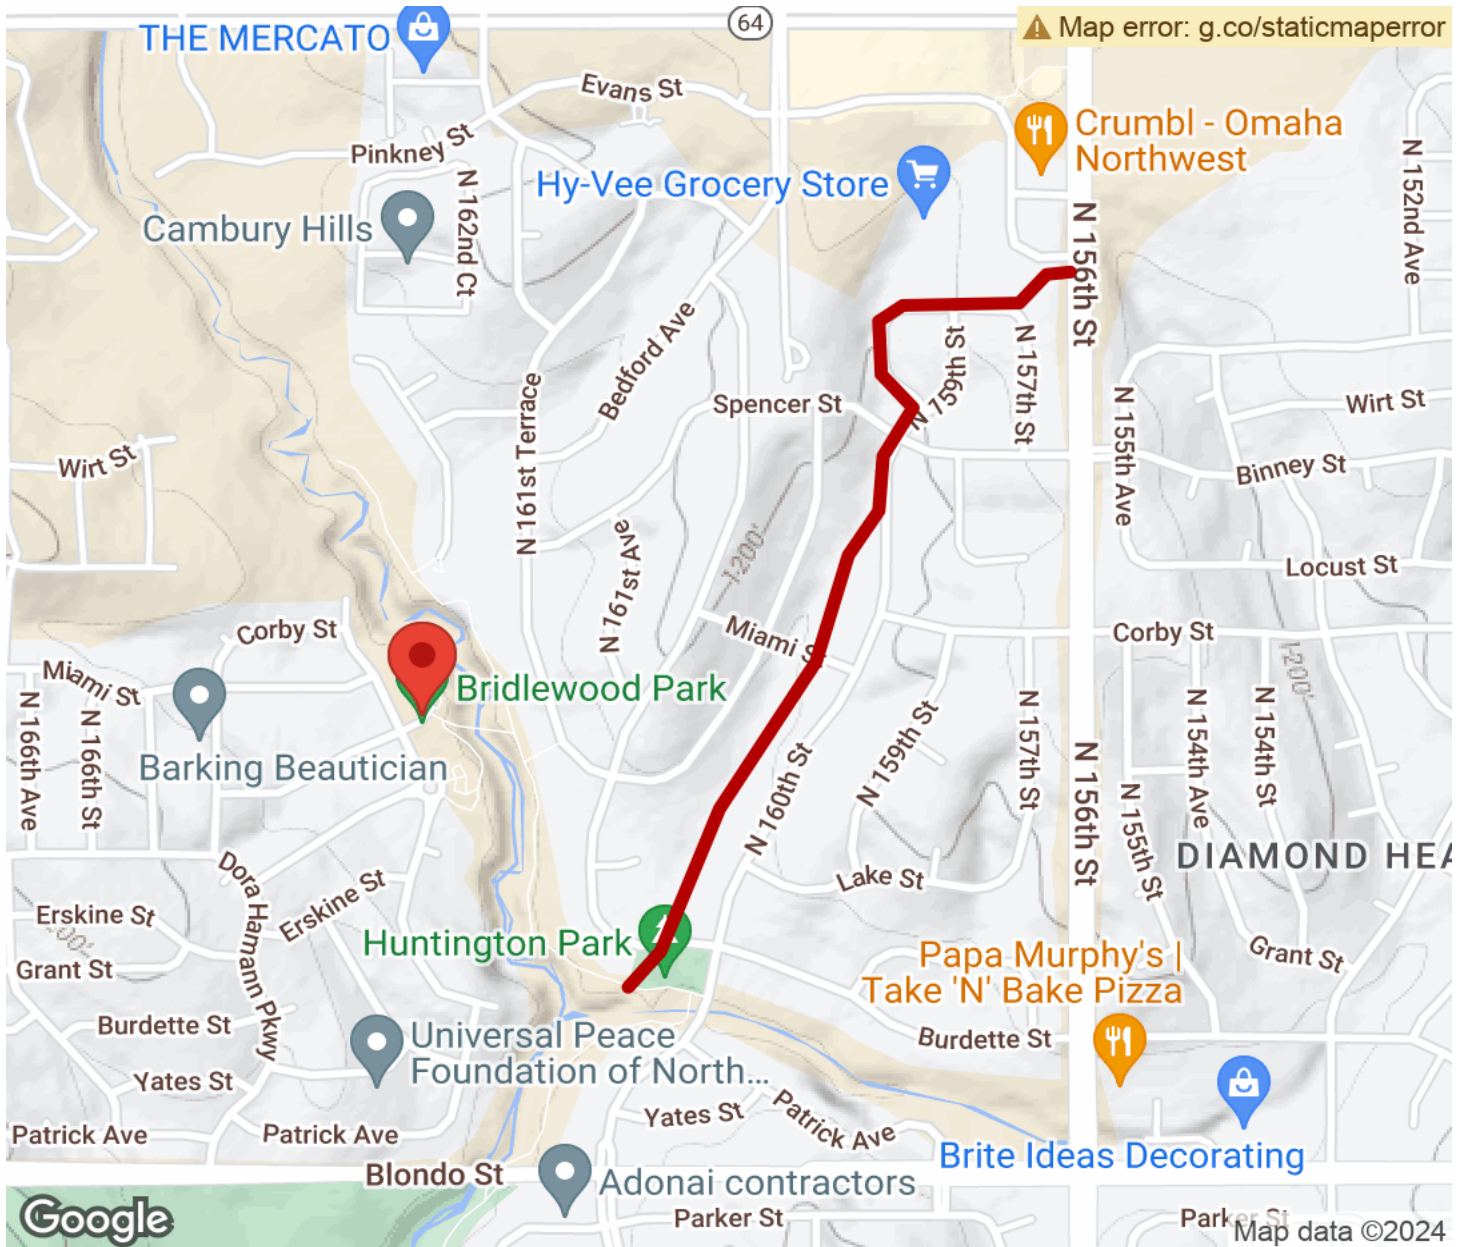 THE MERCATO
64
Map error: g.co/staticmaperror
Evans St
Crumbl - Omaha
Northwest
Pinkney St
N 152nd Ave
Hy-Vee Grocery Store
N 162nd Ct
Cambury Hills
N 156th St
Bedford Ave
N 159th St
N 157th St
N 161st Terrace
Spencer St
N 155th Ave
Wirt St
Wirt St
Binney St
1200'
N 161st Ave
Locust St
Corby St
Miami St
Corby St
1200'
Miami St
Bridlewood Park
N 166th Ave
N 166th St
N 159th St
N 157th St
N 154th Ave
N 154th St
Barking Beautician
N 160th St
N 156th St
N 155th St
DIAMOND HEA
Dora Hamann Pkwy
Erskine St
Lake St
Erskine St
Huntington Park
Papa Murphy's |
Take 'N' Bake Pizza
Grant St
Grant St
Burdette St
Universal Peace
Foundation of North...
Burdette St
Yates St
Yates St
Patrick Ave
Patrick Ave
Patrick Ave
Brite Ideas Decorating
Blondo St
Adonai contractors
Google
Parker St
Parker St
Map data ©2024